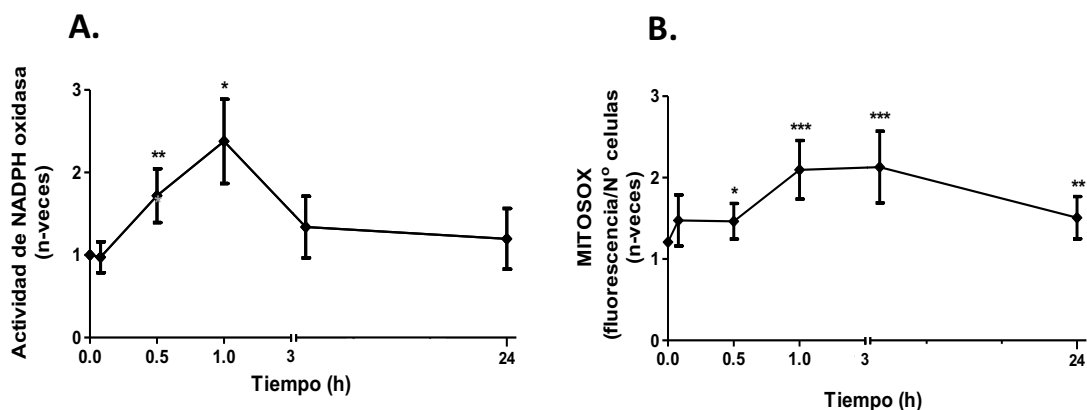 A.
Actividad de NADPH oxidasa
(n-veces)
3
2
1
0
*
**
*
0.0
0.5
1.0
3
24
Tiempo (h)
B.
MITOSOX
(fluorescencia/Nº celulas
(n-veces)
3
2
1
0
*
***
***
**
0.0
0.5
1.0
3
24
Tiempo (h)